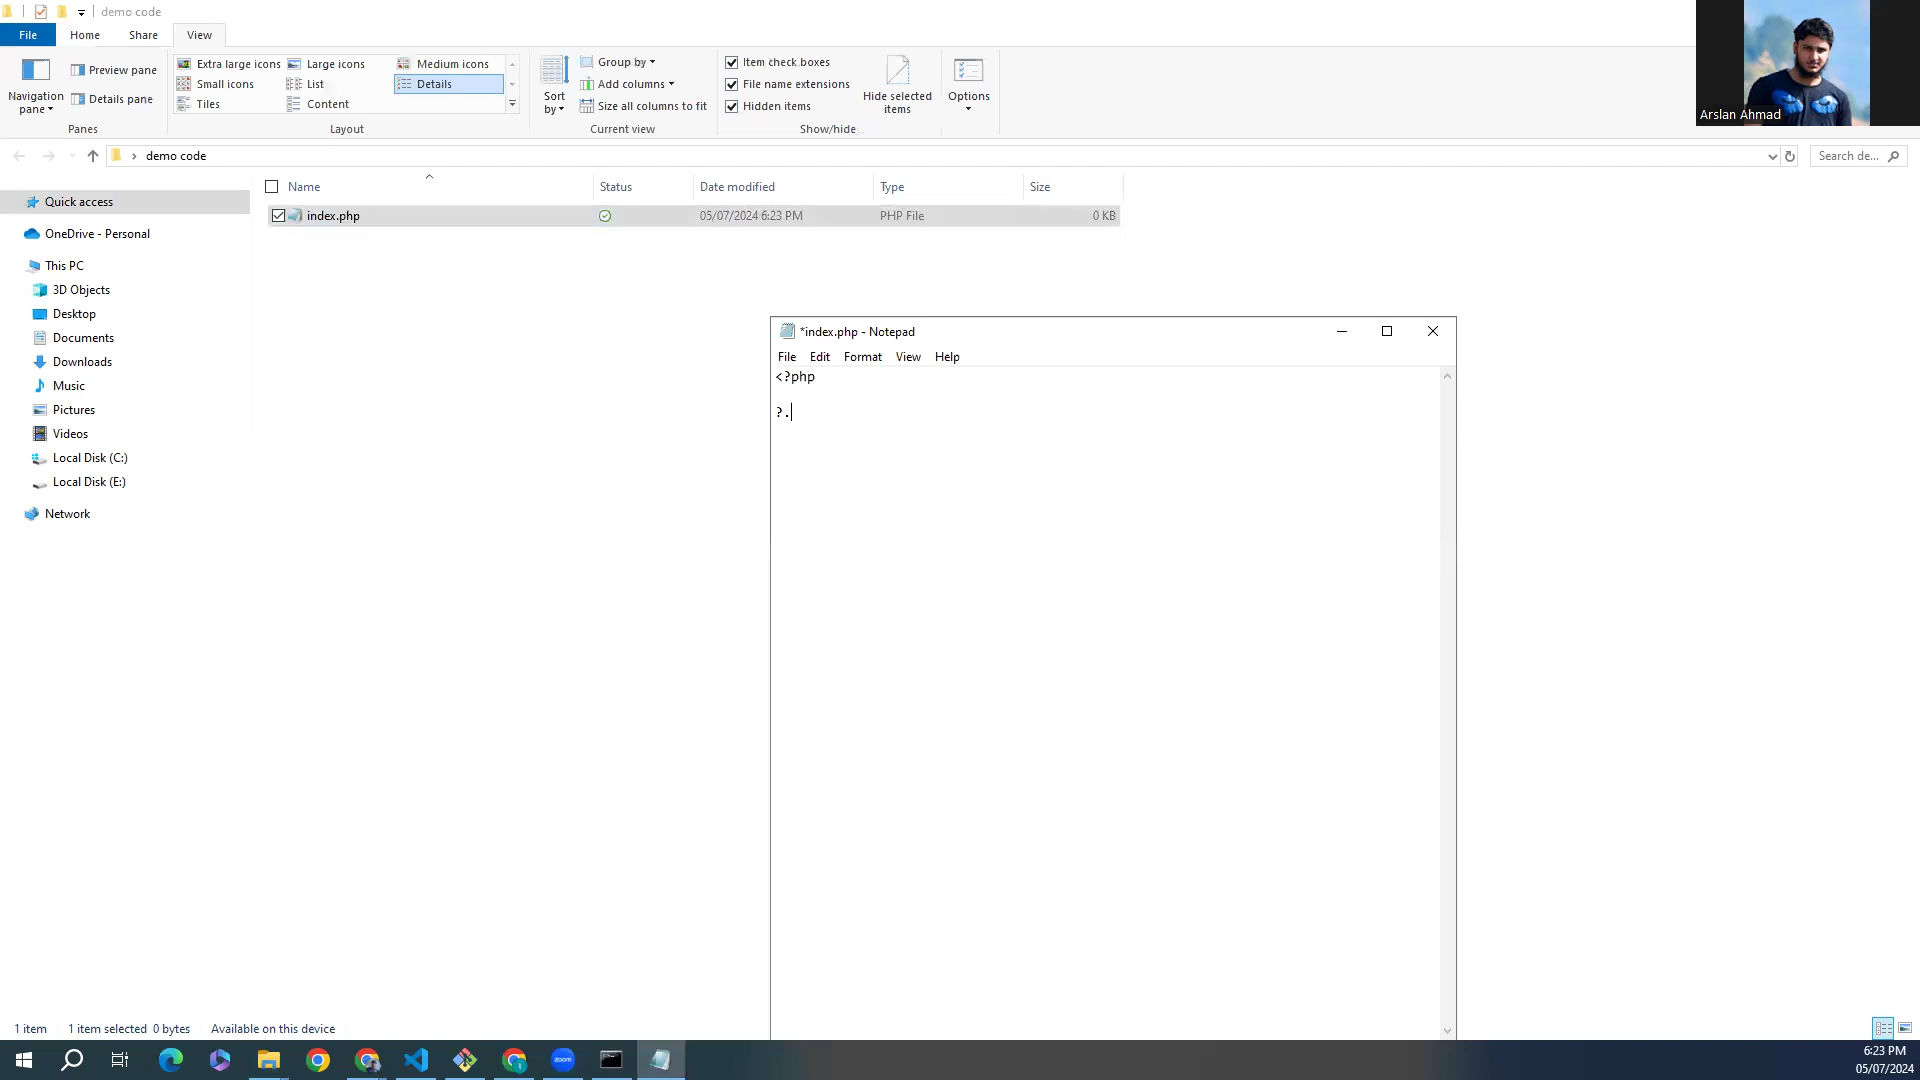 demo code
File Home Share View
Navigation pane
Preview pane
Details pane
Panes
Extra large icons Large icons Medium icons
Small icons List Details
Tiles Content
Layout
Sort by
Group by
Add columns
Size all columns to fit
Current view
Item check boxes
File name extensions
Hidden items
Hide selected items
Show/hide
Options
Arslan Ahmad
demo code
Search de...
Name Status Date modified Type Size
index.php 05/07/2024 6:23 PM PHP File 0 KB
Quick access
OneDrive - Personal
This PC
3D Objects
Desktop
Documents
Downloads
Music
Pictures
Videos
Local Disk (C:)
Local Disk (E:)
Network
*index.php - Notepad
File Edit Format View Help
<?php
?.
1 item 1 item selected 0 bytes Available on this device
zoom
6:23 PM
05/07/2024